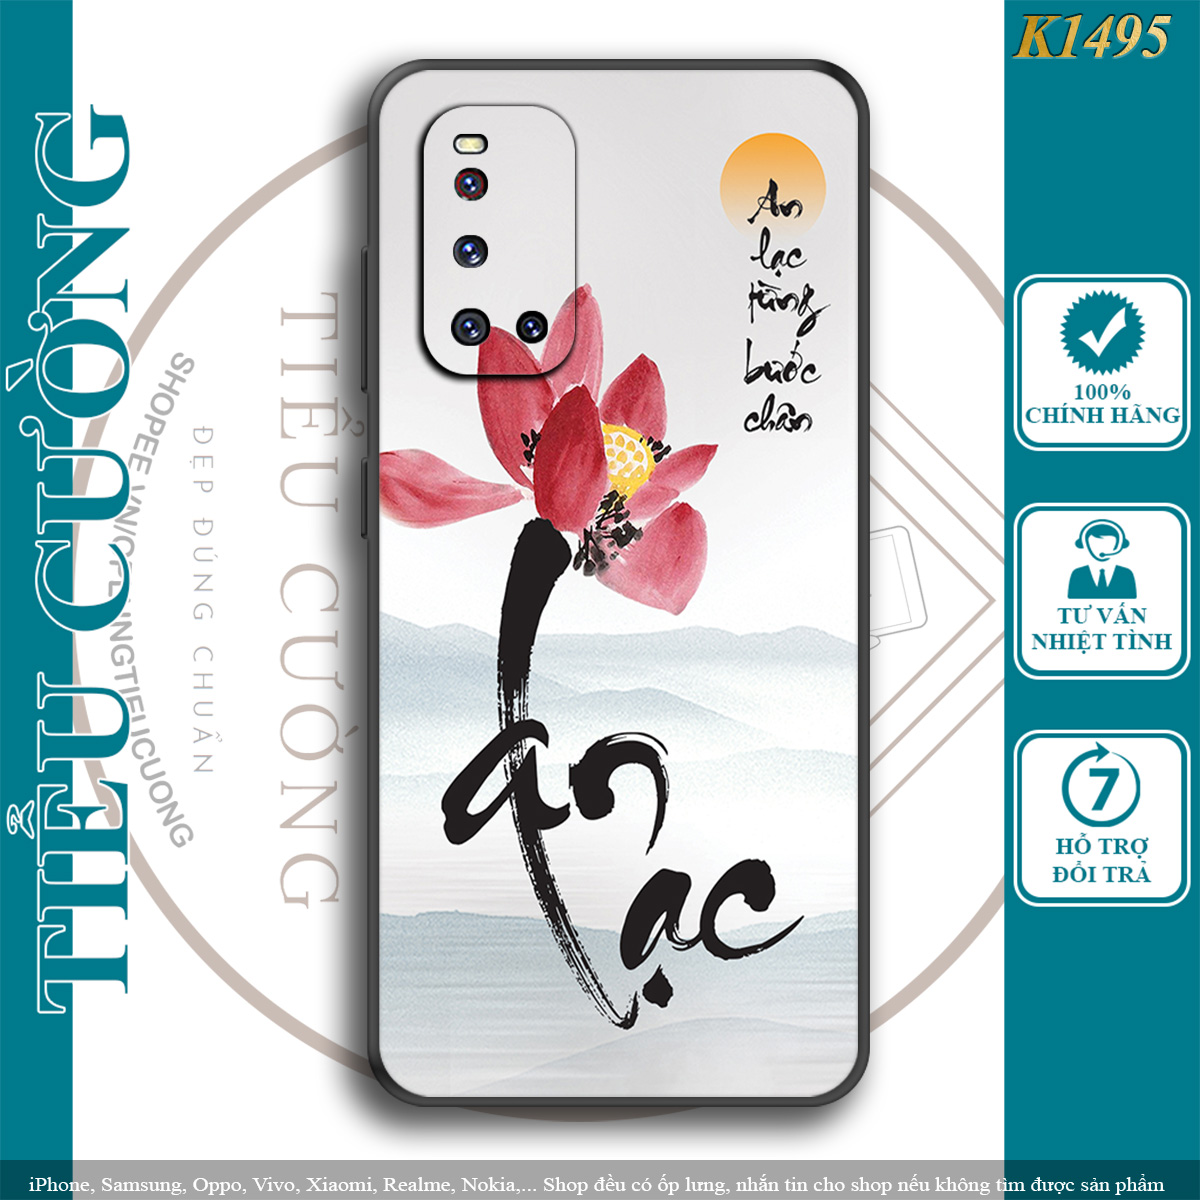 K1495
TIỂU CƯỜNG
TIỂU CƯỜNG
ĐẸP ĐÚNG CHUẨN
An
lạc
từng
bước
chân
an
lạc
100%
CHÍNH HÃNG
TƯ VẤN
NHIỆT TÌNH
7
HỖ TRỢ
ĐỔI TRẢ
iPhone, Samsung, Oppo, Vivo, Xiaomi, Realme, Nokia,... Shop đều có ốp lưng, nhắn tin cho shop nếu không tìm được sản phẩm